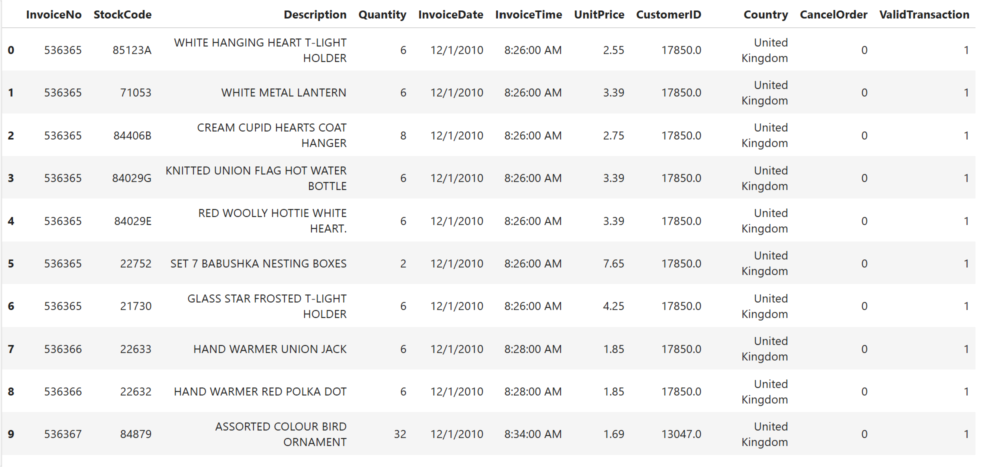 InvoiceNo StockCode Description Quantity InvoiceDate InvoiceTime UnitPrice CustomerID Country CancelOrder ValidTransaction
0 536365 85123A WHITE HANGING HEART T-LIGHT HOLDER 6 12/1/2010 8:26:00 AM 2.55 17850.0 United Kingdom 0 1
1 536365 71053 WHITE METAL LANTERN 6 12/1/2010 8:26:00 AM 3.39 17850.0 United Kingdom 0 1
2 536365 84406B CREAM CUPID HEARTS COAT HANGER 8 12/1/2010 8:26:00 AM 2.75 17850.0 United Kingdom 0 1
3 536365 84029G KNITTED UNION FLAG HOT WATER BOTTLE 6 12/1/2010 8:26:00 AM 3.39 17850.0 United Kingdom 0 1
4 536365 84029E RED WOOLLY HOTTIE WHITE HEART. 6 12/1/2010 8:26:00 AM 3.39 17850.0 United Kingdom 0 1
5 536365 22752 SET 7 BABUSHKA NESTING BOXES 2 12/1/2010 8:26:00 AM 7.65 17850.0 United Kingdom 0 1
6 536365 21730 GLASS STAR FROSTED T-LIGHT HOLDER 6 12/1/2010 8:26:00 AM 4.25 17850.0 United Kingdom 0 1
7 536366 22633 HAND WARMER UNION JACK 6 12/1/2010 8:28:00 AM 1.85 17850.0 United Kingdom 0 1
8 536366 22632 HAND WARMER RED POLKA DOT 6 12/1/2010 8:28:00 AM 1.85 17850.0 United Kingdom 0 1
9 536367 84879 ASSORTED COLOUR BIRD ORNAMENT 32 12/1/2010 8:34:00 AM 1.69 13047.0 United Kingdom 0 1